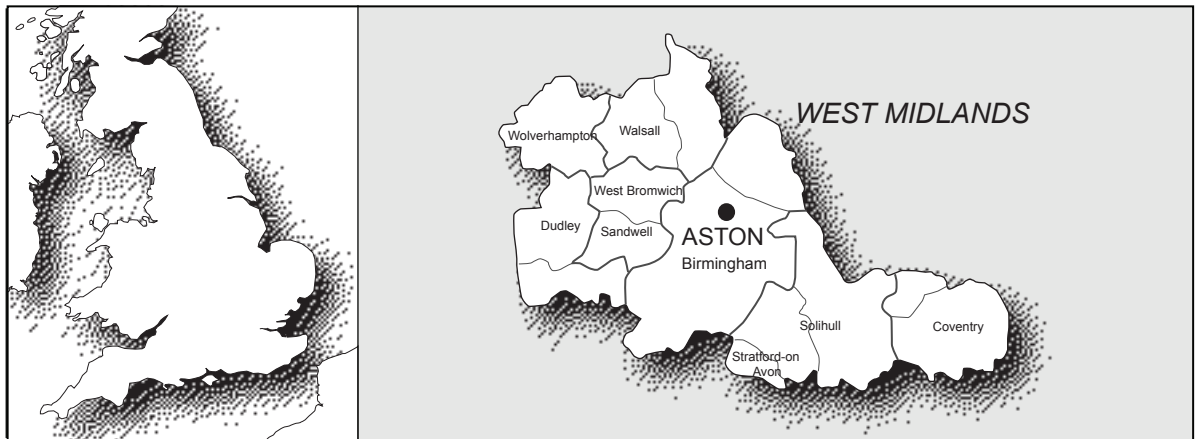 WEST MIDLANDS
Wolverhampton
Walsall
West Bromwich
Dudley
Sandwell
ASTON
Birmingham
Solihull
Coventry
Stratford-on
Avon